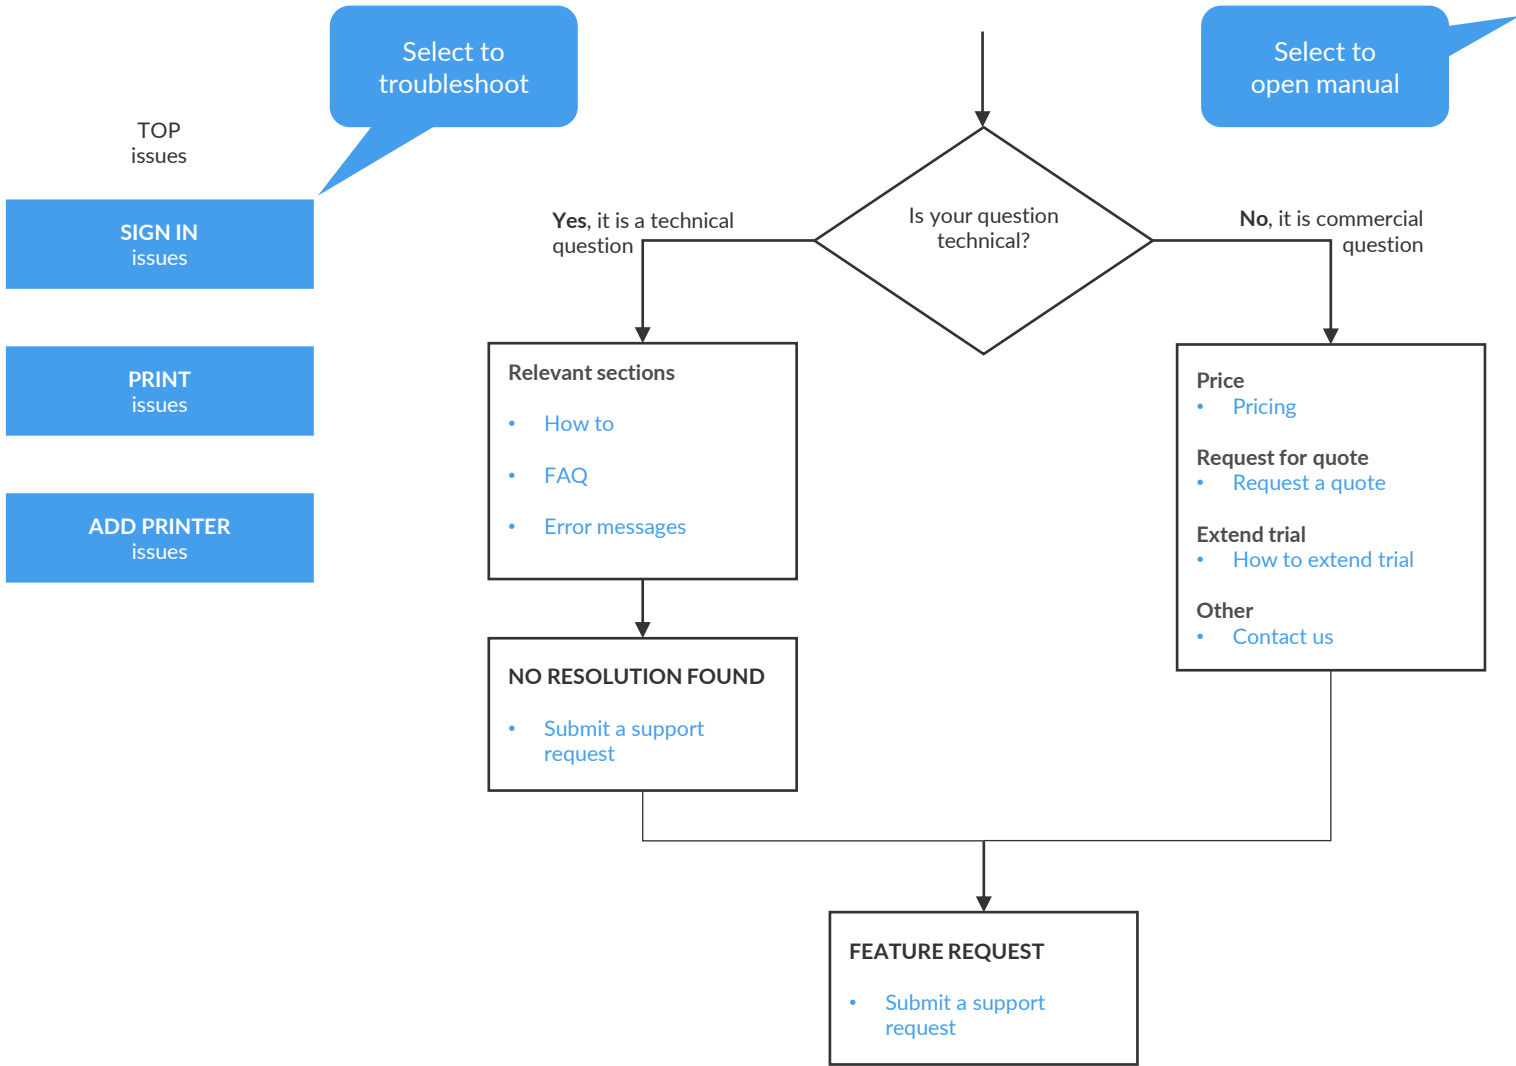 Select to
troubleshoot
Select to
open manual
TOP
issues
SIGN IN
issues
PRINT
issues
ADD PRINTER
issues
Is your question
technical?
Yes, it is a technical
question
No, it is commercial
question
Relevant sections
• How to
• FAQ
• Error messages
NO RESOLUTION FOUND
• Submit a support
request
Price
• Pricing
Request for quote
• Request a quote
Extend trial
• How to extend trial
Other
• Contact us
FEATURE REQUEST
• Submit a support
request